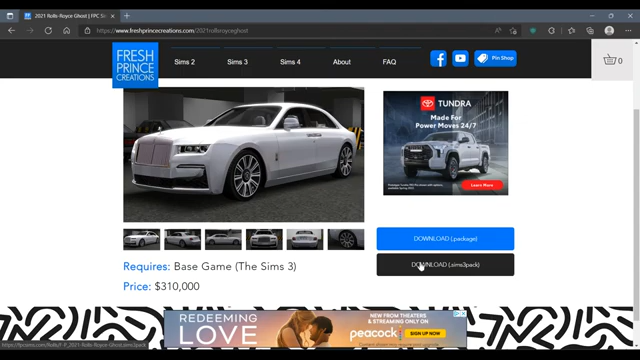 2021 Rolls-Royce Ghost | FPC Sim
https://www.freshprincecreations.com/2021rollsroyceghost
FRESH
PRINCE
CREATIONS
Sims 2
Sims 3
Sims 4
About
FAQ
Pin Shop
0
TUNDRA
Made For
Power Moves 24/7
Learn More
DOWNLOAD (.package)
DOWNLOAD (.sims3pack)
Requires: Base Game (The Sims 3)
Price: $310,000
REDEEMING
LOVE
NEW FROM THEATERS
& STREAMING ONLY ON
peacock
SIGN UP NOW